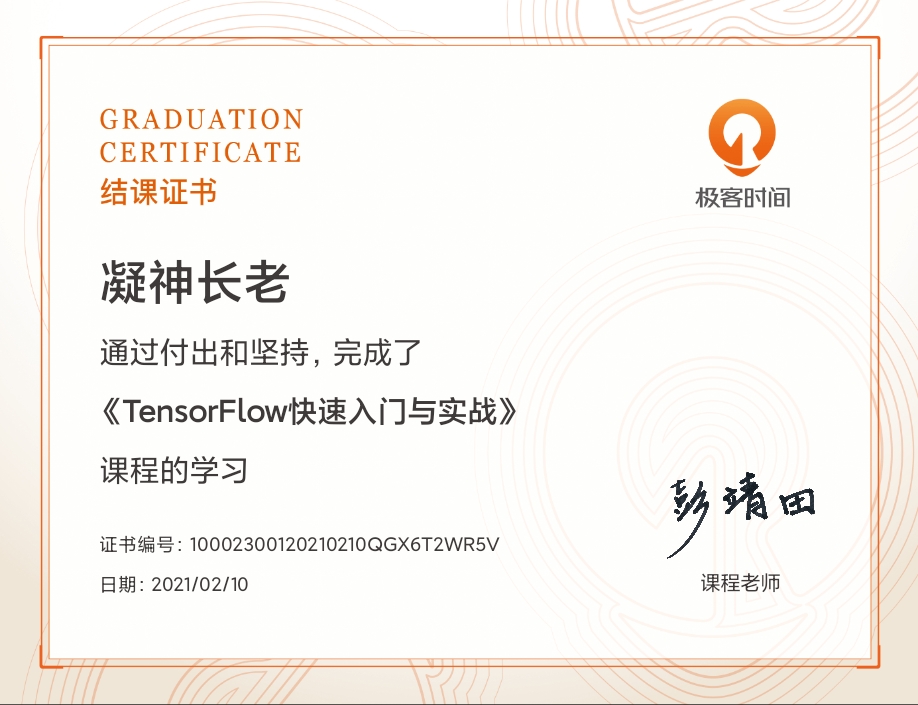 GRADUATION
CERTIFICATE
结课证书
极客时间
凝神长老
通过付出和坚持，完成了
《TensorFlow快速入门与实战》
课程的学习
彭靖田
证书编号：10002300120210210QGX6T2WR5V
课程老师
日期：2021/02/10